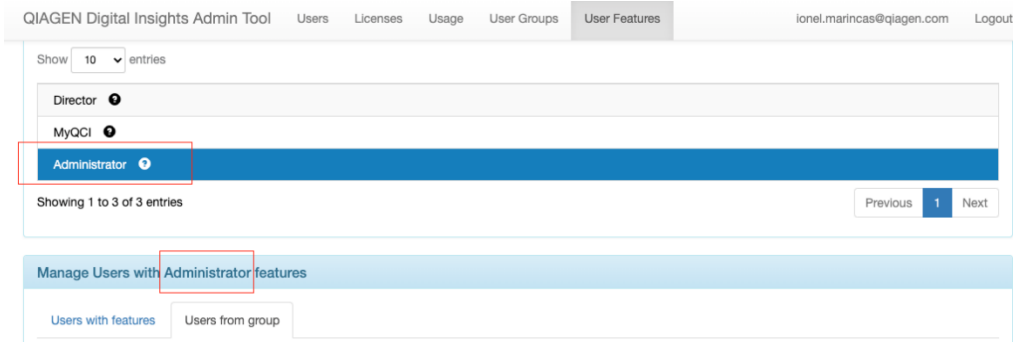 QIAGEN Digital Insights Admin Tool Users Licenses Usage User Groups User Features ionel.marincas@qiagen.com Logout
Show 10 entries
Director ?
MyQCI ?
Administrator ?
Showing 1 to 3 of 3 entries Previous 1 Next
Manage Users with Administrator features
Users with features Users from group